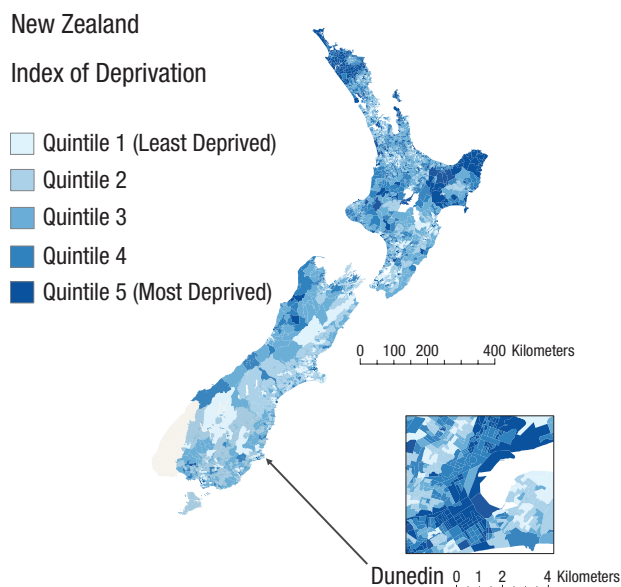 New Zealand
Index of Deprivation
Quintile 1 (Least Deprived)
Quintile 2
Quintile 3
Quintile 4
Quintile 5 (Most Deprived)
0 100 200 400 Kilometers
Dunedin 0 1 2 4 Kilometers